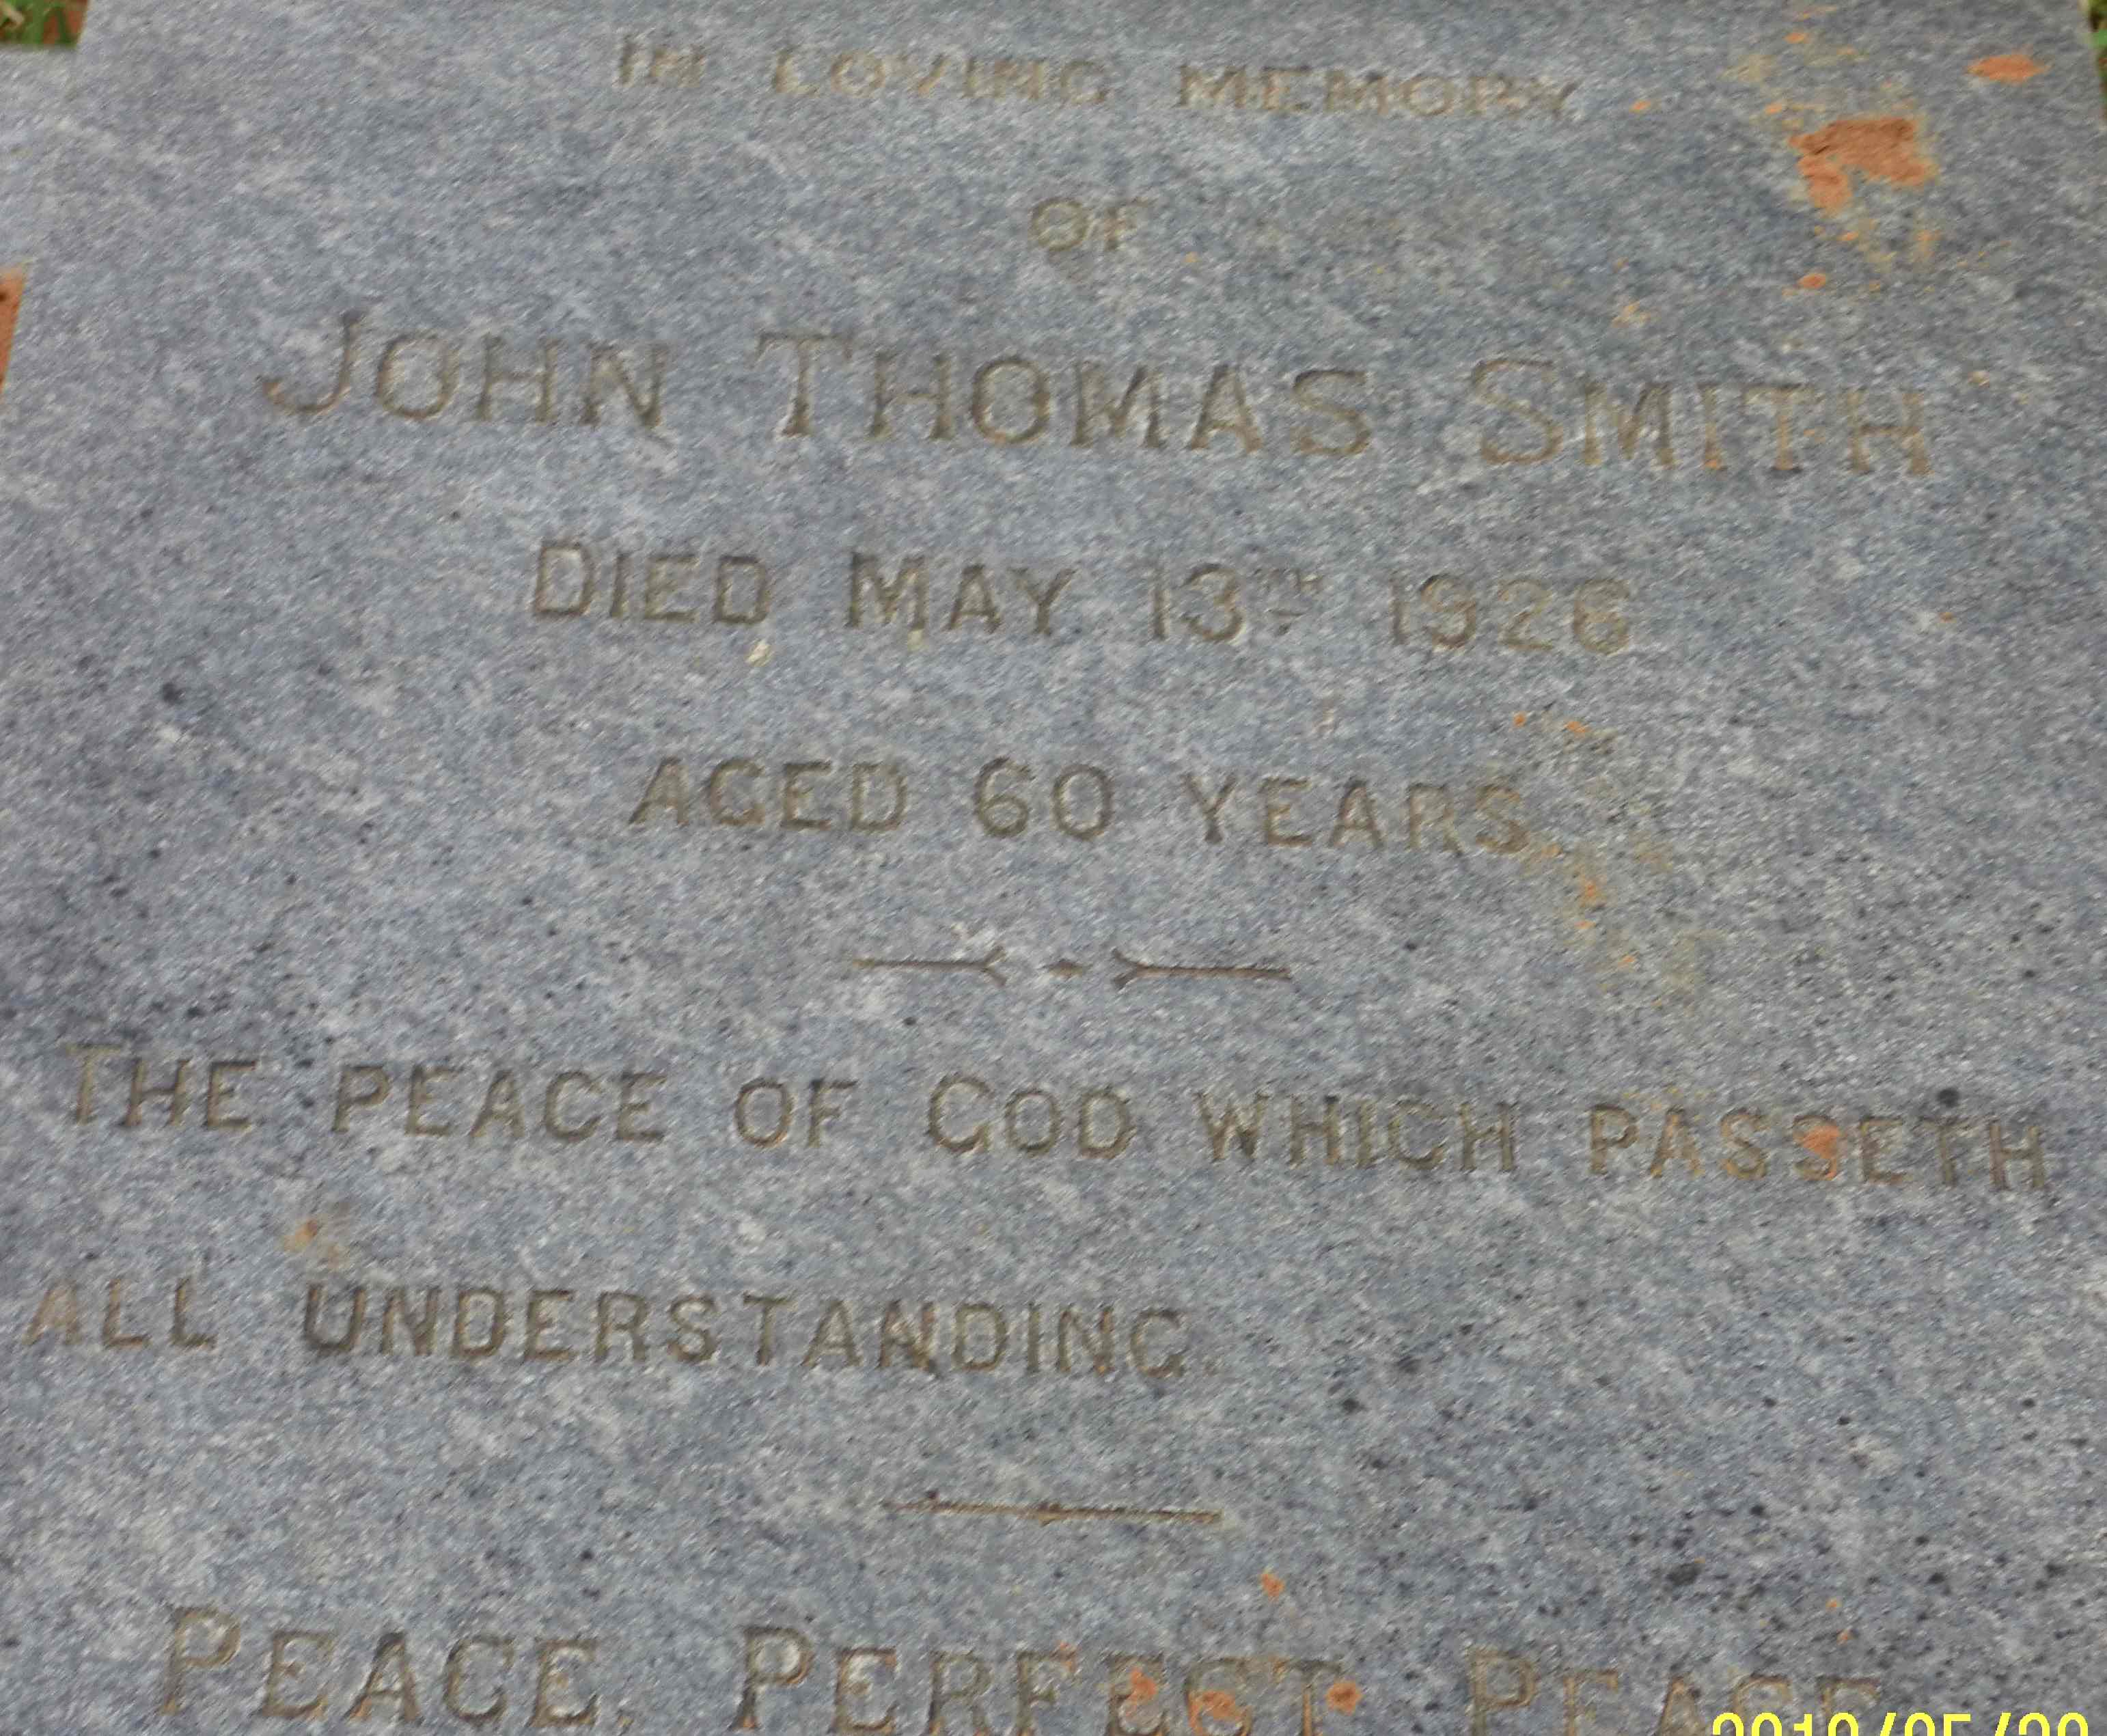 IN LOVING MEMORY
OF
JOHN THOMAS SMITH
DIED MAY 13TH 1926
AGED 60 YEARS
THE PEACE OF GOD WHICH PASSETH
ALL UNDERSTANDING.
PEACE, PERFECT PEACE